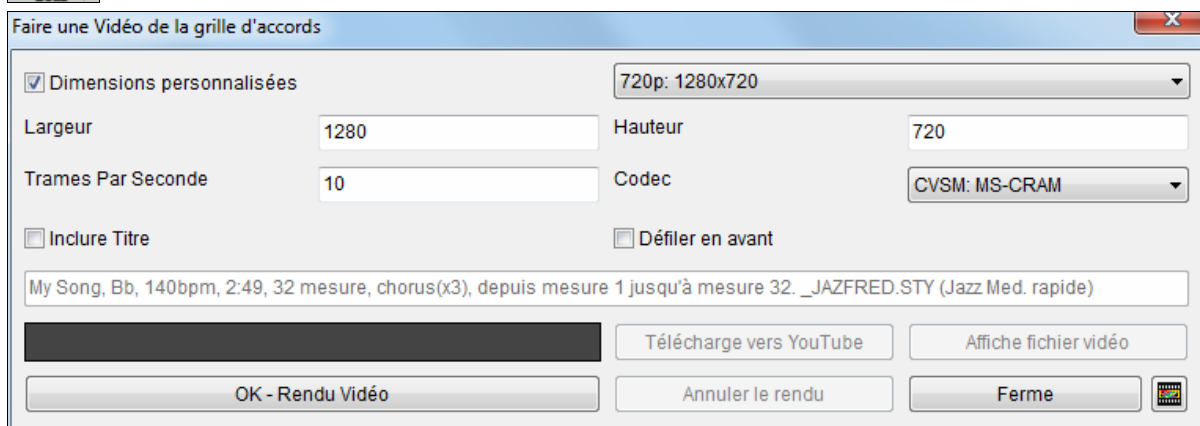 Faire une Vidéo de la grille d'accords
Dimensions personnalisées 720p: 1280x720
Largeur 1280 Hauteur 720
Trames Par Seconde 10 Codec CVSM: MS-CRAM
Inclure Titre Défiler en avant
My Song, Bb, 140bpm, 2:49, 32 mesure, chorus(x3), depuis mesure 1 jusqu'à mesure 32. _JAZFRED.STY (Jazz Med. rapide)
Télécharge vers YouTube Affiche fichier vidéo
OK - Rendu Vidéo Annuler le rendu Ferme